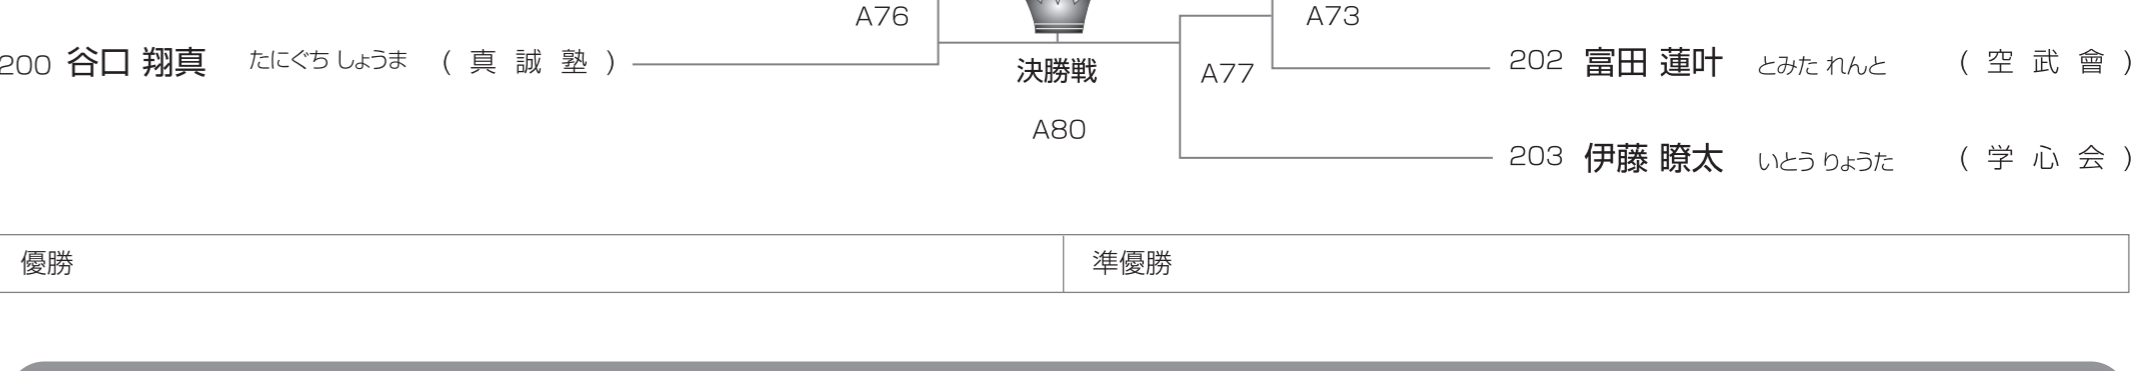 A76
A73
200 谷口 翔真 たにぐち しょうま ( 真 誠 塾 )
決勝戦
A77
202 富田 蓮叶 とみた れんと ( 空 武 會 )
A80
203 伊藤 瞭太 いとう りょうた ( 学 心 会 )
優勝
準優勝